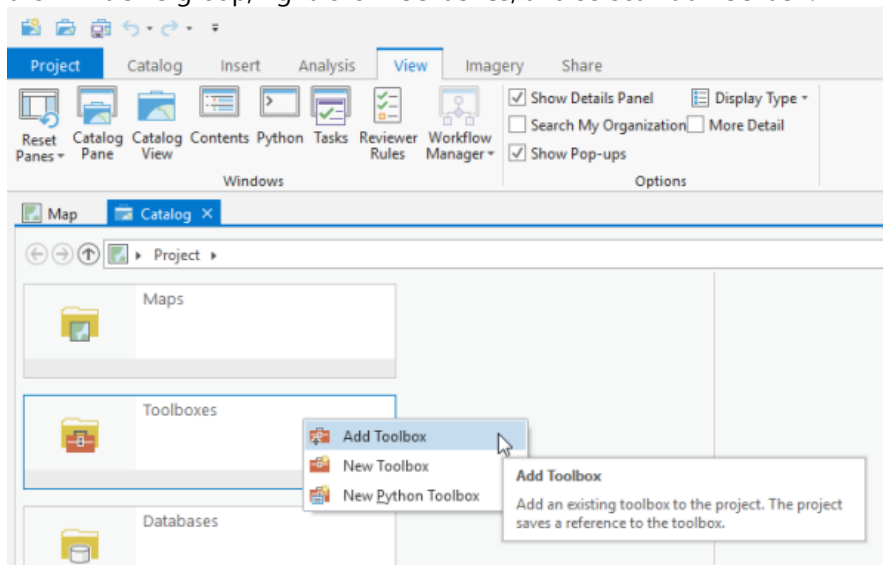 Project Catalog Insert Analysis View Imagery Share
Reset Panes
Catalog Pane
Catalog View
Contents
Python
Tasks
Reviewer Rules
Workflow Manager
Windows
Show Details Panel
Search My Organization
Show Pop-ups
Display Type
More Detail
Options
Map Catalog
Project
Maps
Toolboxes
Add Toolbox
New Toolbox
New Python Toolbox
Add Toolbox
Add an existing toolbox to the project. The project
saves a reference to the toolbox.
Databases